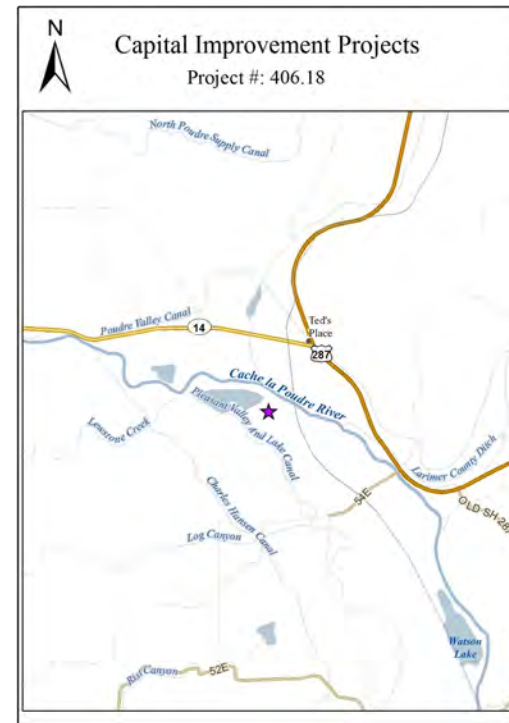 N
Capital Improvement Projects
Project #: 406.18
North Poudre Supply Canal
Poudre Valley Canal
14
Ted's
Place
287
Cache la Poudre River
Pleasant Valley And Lake Canal
Lewstone Creek
Larimer County Ditch
54E
OLD-SH-287
Charles Hansen Canal
Log Canyon
Watson
Lake
Rist Canyon
52E